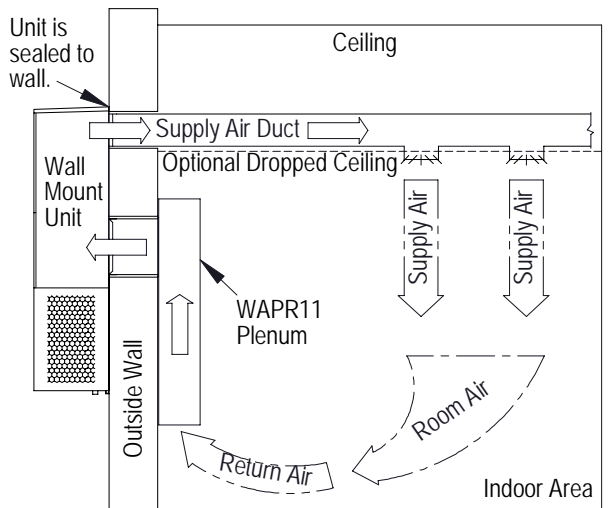 Unit is
sealed to
wall.
Ceiling
Supply Air Duct
Optional Dropped Ceiling
Wall
Mount
Unit
Supply Air
Supply Air
WAPR11
Plenum
Outside Wall
Room Air
Return Air
Indoor Area